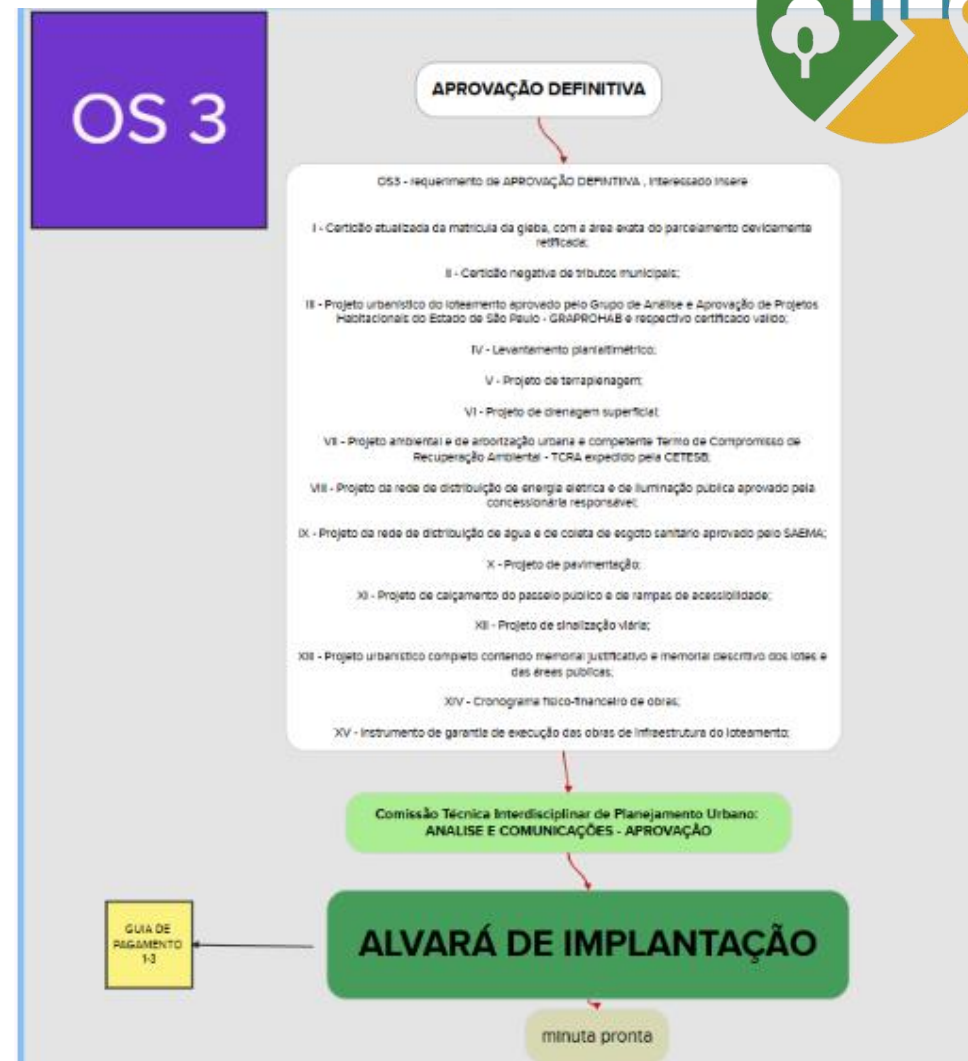 OS 3
APROVAÇÃO DEFINITIVA
OS3 - requerimento de APROVAÇÃO DEFINTIIVA , Interessado Insere
I - Certidão atualizada da matrícula da gleba, com a área exata do parcelamento devidamente
retificada;
II - Certidão negativa de tributos municipais;
III - Projeto urbanístico do loteamento aprovado pelo Grupo de Análise e Aprovação de Projetos
Habitacionais do Estado de São Paulo - GRAPROHAB e respectivo certificado válido;
IV - Levantamento planialtimétrico;
V - Projeto de terraplenagem;
VI - Projeto de drenagem superficial;
VII - Projeto ambiental e de arborização urbana e competente Termo de Compromisso de
Recuperação Ambiental - TCRA expedido pela CETESB;
VIII - Projeto da rede de distribuição de energia elétrica e de iluminação pública aprovado pela
concessionária responsável;
IX - Projeto da rede de distribuição de água e de coleta de esgoto sanitário aprovado pelo SAEMA;
X - Projeto de pavimentação;
XI - Projeto de calçamento do passeio público e de rampas de acessibilidade;
XII - Projeto de sinalização viária;
XIII - Projeto urbanístico completo contendo memorial justificativo e memorial descritivo dos lotes e
das áreas públicas;
XIV - Cronograma físico-financeiro de obras;
XV - Instrumento de garantia de execução das obras de infraestrutura do loteamento;
Comissão Técnica Interdisciplinar de Planejamento Urbano:
ANALISE E COMUNICAÇÕES - APROVAÇÃO
GUIA DE
PAGAMENTO
1-3
ALVARÁ DE IMPLANTAÇÃO
minuta pronta